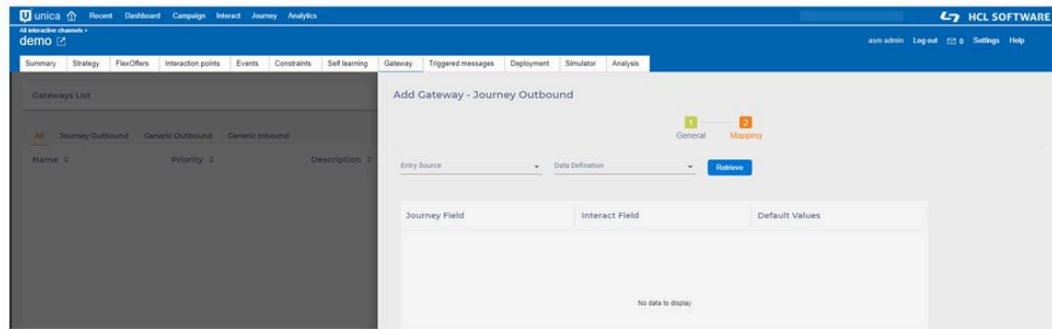 unica Recent Dashboard Campaign Interact Journey Analytics HCL SOFTWARE
All interactive channels >
demo asm admin Log out 0 Settings Help
Summary Strategy FlexOffers Interaction points Events Constraints Self learning Gateway Triggered messages Deployment Simulator Analysis
Gateways List
Add Gateway - Journey Outbound
1 2
General Mapping
All Journey Outbound Generic Outbound Generic Inbound
Name Priority Description
Entry Source Data Defination Retrieve
Journey Field Interact Field Default Values
No data to display